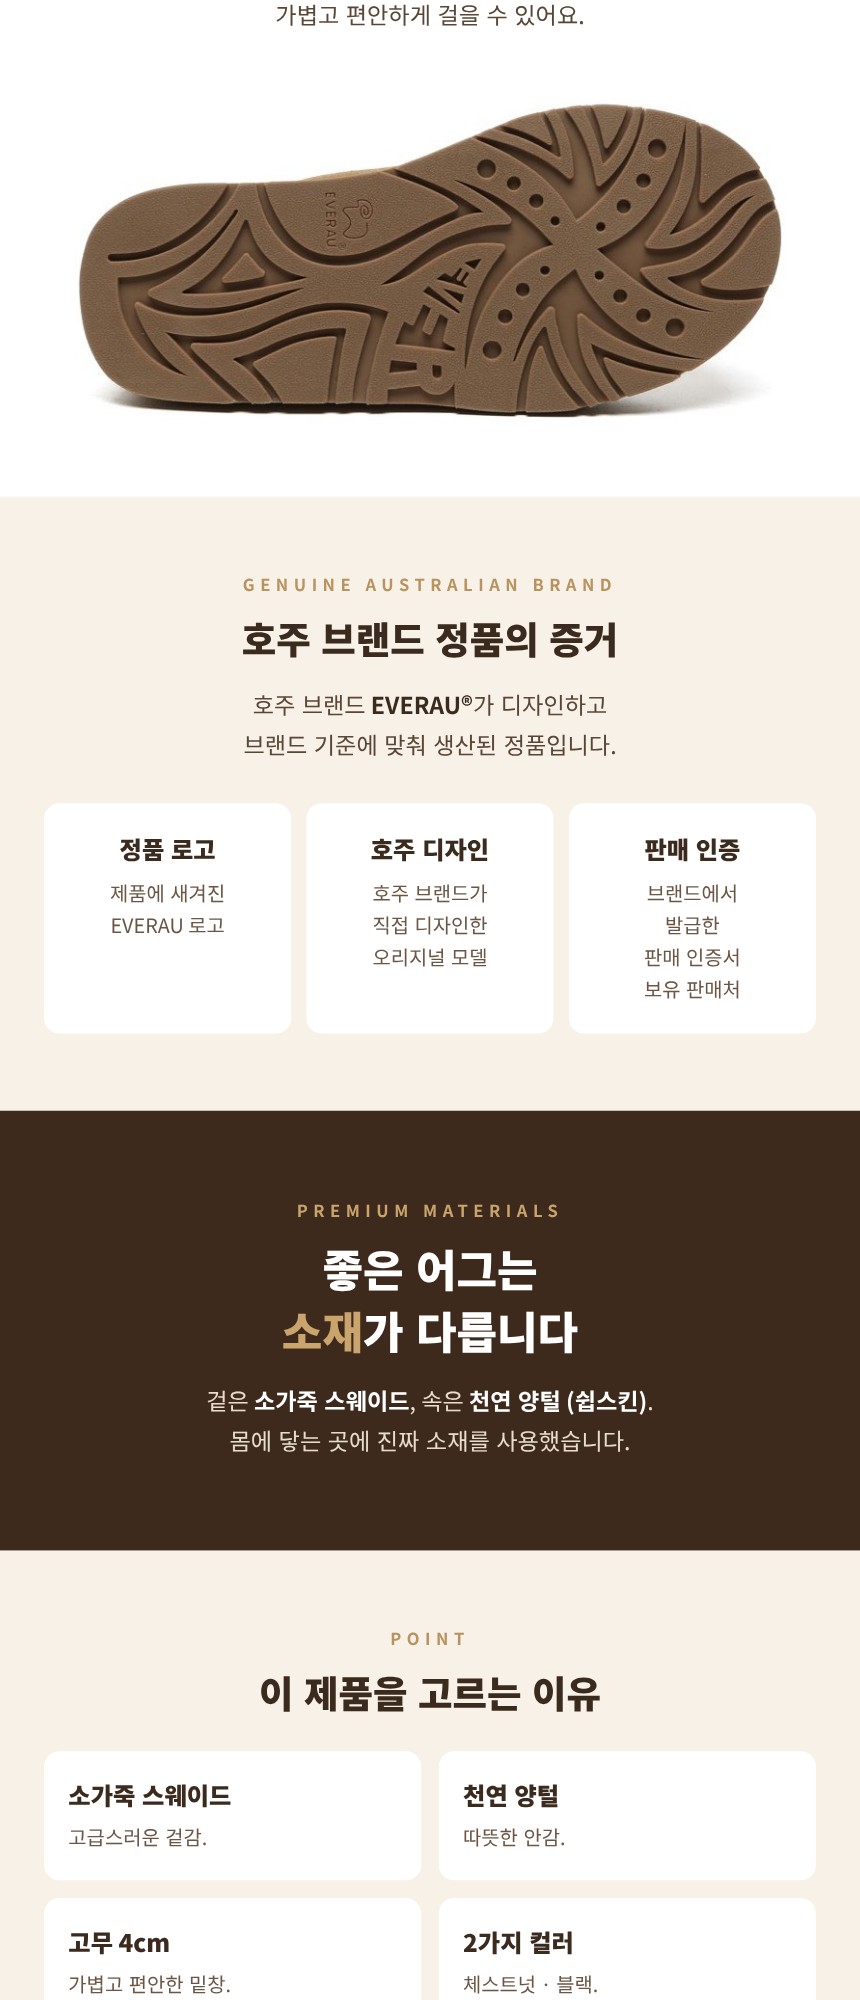 가볍고 편안하게 걸을 수 있어요.
EVERAU
EVER
GENUINE AUSTRALIAN BRAND
호주 브랜드 정품의 증거
호주 브랜드 EVERAU®가 디자인하고
브랜드 기준에 맞춰 생산된 정품입니다.
정품 로고
제품에 새겨진
EVERAU 로고
호주 디자인
호주 브랜드가
직접 디자인한
오리지널 모델
판매 인증
브랜드에서
발급한
판매 인증서
보유 판매처
PREMIUM MATERIALS
좋은 어그는
소재가 다릅니다
겉은 소가죽 스웨이드, 속은 천연 양털 (쉽스킨).
몸에 닿는 곳에 진짜 소재를 사용했습니다.
POINT
이 제품을 고르는 이유
소가죽 스웨이드
고급스러운 겉감.
천연 양털
따뜻한 안감.
고무 4cm
가볍고 편안한 밑창.
2가지 컬러
체스트넛 · 블랙.